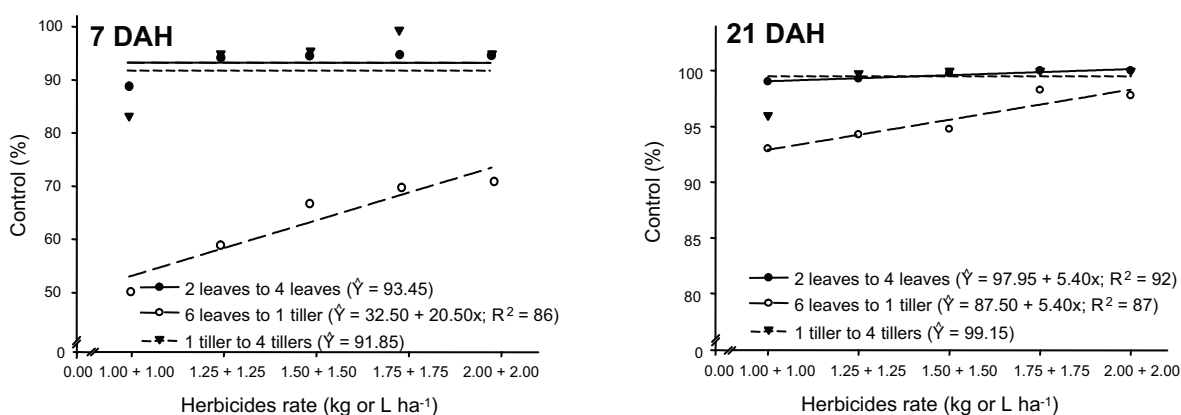 7 DAH
Control (%)
100
90
80
70
60
50
0
2 leaves to 4 leaves (Ŷ = 93.45)
6 leaves to 1 tiller (Ŷ = 32.50 + 20.50x; R² = 86)
1 tiller to 4 tillers (Ŷ = 91.85)
0.00 1.00 + 1.00 1.25 + 1.25 1.50 + 1.50 1.75 + 1.75 2.00 + 2.00
Herbicides rate (kg or L ha⁻¹)
21 DAH
Control (%)
100
95
90
85
80
0
2 leaves to 4 leaves (Ŷ = 97.95 + 5.40x; R² = 92)
6 leaves to 1 tiller (Ŷ = 87.50 + 5.40x; R² = 87)
1 tiller to 4 tillers (Ŷ = 99.15)
0.00 1.00 + 1.00 1.25 + 1.25 1.50 + 1.50 1.75 + 1.75 2.00 + 2.00
Herbicides rate (kg or L ha⁻¹)